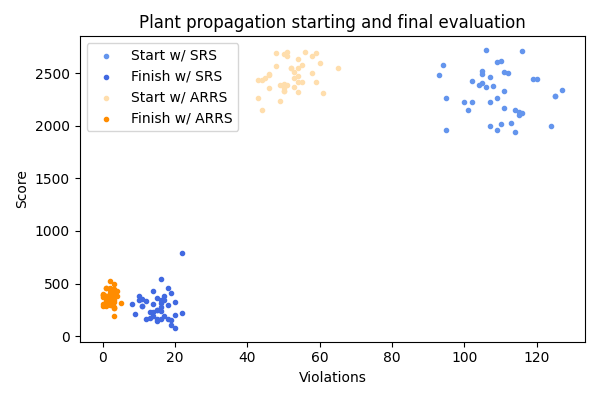 Plant propagation starting and final evaluation
Start w/ SRS
Finish w/ SRS
Start w/ ARRS
Finish w/ ARRS
Score
2500
2000
1500
1000
500
0
0 20 40 60 80 100 120
Violations